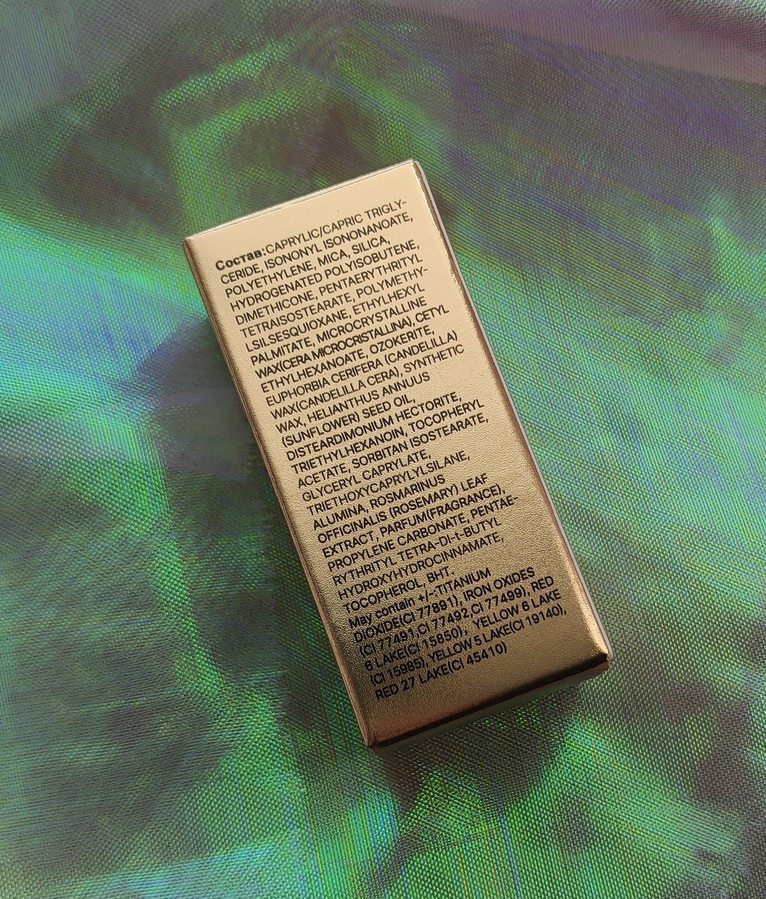 Состав:CAPRYLIC/CAPRIC TRIGLY-
CERIDE, ISONONYL ISONONANOATE,
POLYETHYLENE, MICA, SILICA,
HYDROGENATED POLYISOBUTENE,
DIMETHICONE, PENTAERYTHRITYL
TETRAISOSTEARATE, POLYMETHY-
LSILSESQUIOXANE, ETHYLHEXYL
PALMITATE, MICROCRYSTALLINE
WAX(CERA MICROCRISTALLINA), CETYL
ETHYLHEXANOATE, OZOKERITE,
EUPHORBIA CERIFERA (CANDELILLA)
WAX(CANDELILLA CERA), SYNTHETIC
WAX, HELIANTHUS ANNUUS
(SUNFLOWER) SEED OIL,
DISTEARDIMONIUM HECTORITE,
TRIETHYLHEXANOIN, TOCOPHERYL
ACETATE, SORBITAN ISOSTEARATE,
GLYCERYL CAPRYLATE,
TRIETHOXYCAPRYLYLSILANE,
ALUMINA, ROSMARINUS
OFFICINALIS (ROSEMARY) LEAF
EXTRACT, PARFUM(FRAGRANCE),
PROPYLENE CARBONATE, PENTAE-
RYTHRITYL TETRA-DI-t-BUTYL
HYDROXYHYDROCINNAMATE,
TOCOPHEROL, BHT.
May contain +/-:TITANIUM
DIOXIDE(CI 77891), IRON OXIDES
(CI 77491,CI 77492,CI 77499), RED
6 LAKE(CI 15850), YELLOW 6 LAKE
(CI 15985), YELLOW 5 LAKE(CI 19140),
RED 27 LAKE(CI 45410)